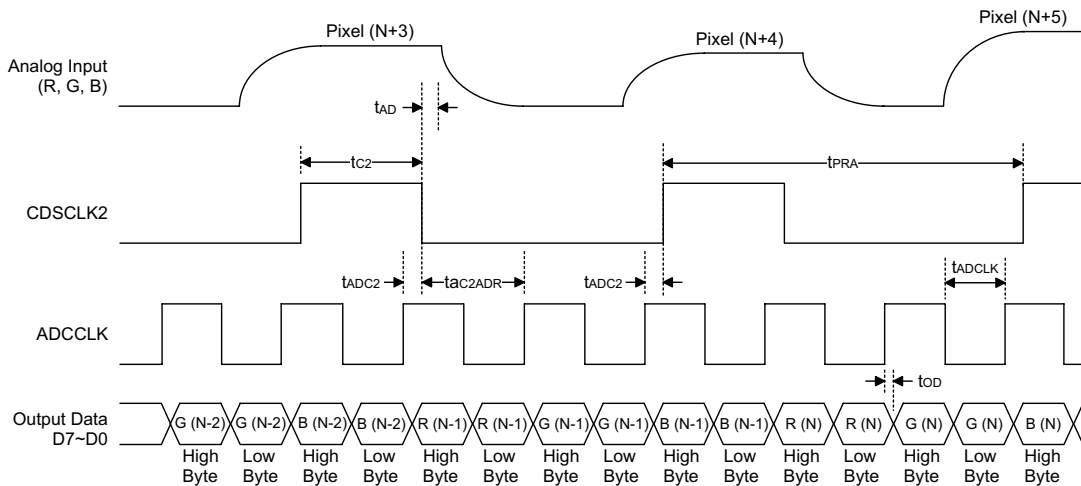 Pixel (N+3)
Pixel (N+4)
Pixel (N+5)
Analog Input
(R, G, B)
tAD
tC2
tPRA
CDSCLK2
tADC2
taC2ADR
tADC2
tADCLK
ADCCLK
tOD
Output Data
D7~D0
G (N-2) G (N-2) B (N-2) B (N-2) R (N-1) R (N-1) G (N-1) G (N-1) B (N-1) B (N-1) R (N) R (N) G (N) G (N) B (N)
High Low High Low High Low High Low High Low High Low High Low High
Byte Byte Byte Byte Byte Byte Byte Byte Byte Byte Byte Byte Byte Byte Byte